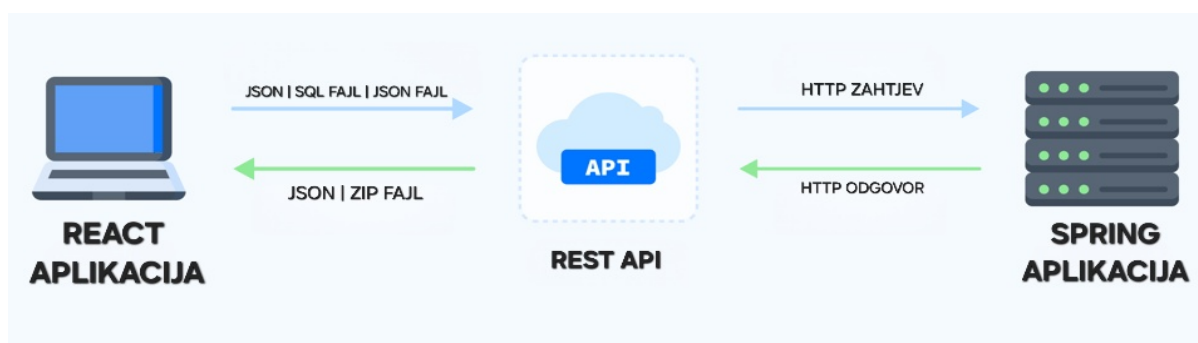 JSON | SQL FAJL | JSON FAJL
HTTP ZAHTJEV
API
JSON | ZIP FAJL
HTTP ODGOVOR
REACT
APLIKACIJA
REST API
SPRING
APLIKACIJA